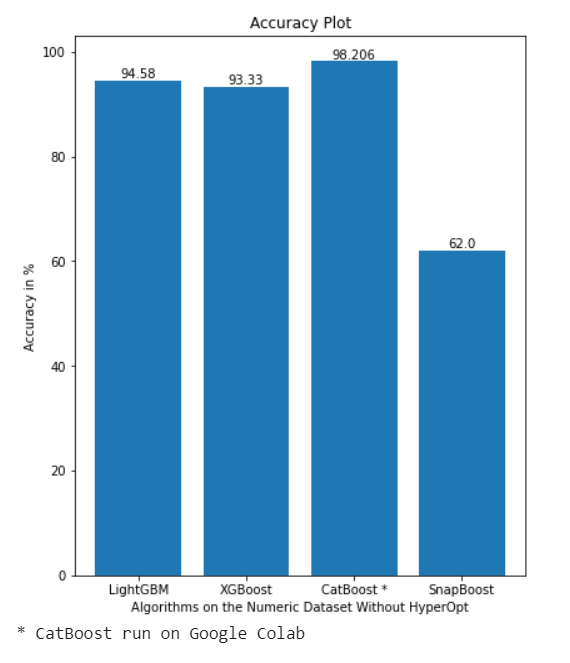 Accuracy Plot
100
80
60
40
20
0
Accuracy in %
94.58
93.33
98.206
62.0
LightGBM XGBoost CatBoost * SnapBoost
Algorithms on the Numeric Dataset Without HyperOpt
* CatBoost run on Google Colab